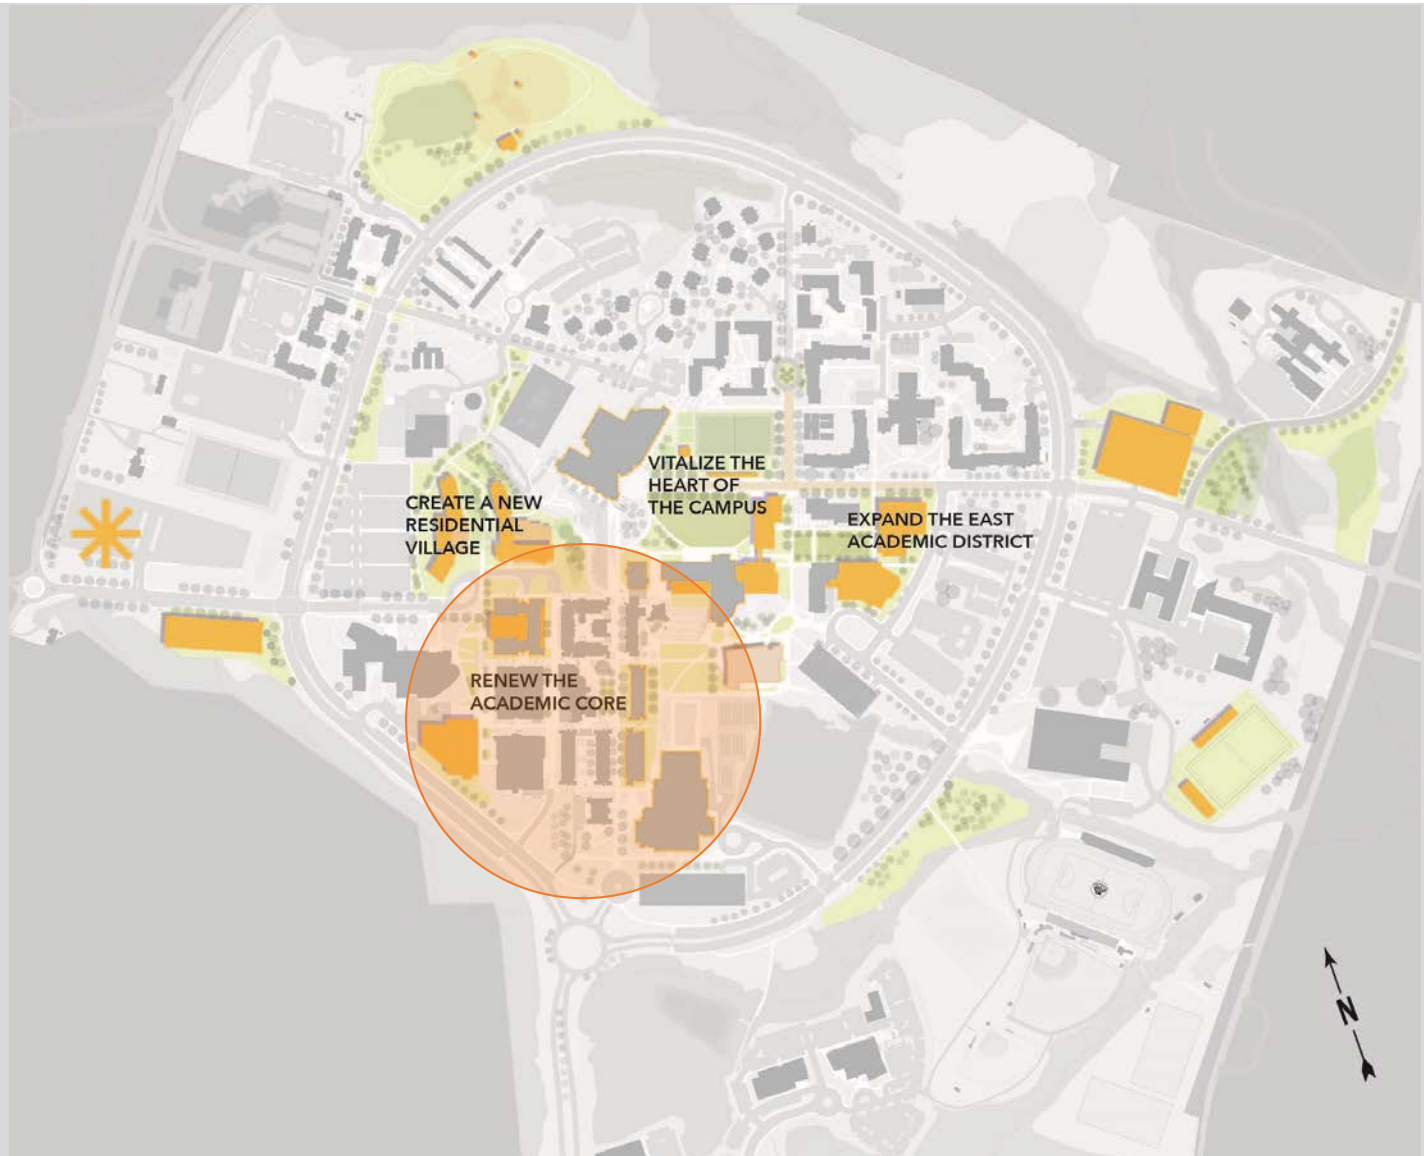 VITALIZE THE
HEART OF
THE CAMPUS
CREATE A NEW
RESIDENTIAL
VILLAGE
EXPAND THE EAST
ACADEMIC DISTRICT
RENEW THE
ACADEMIC CORE
N